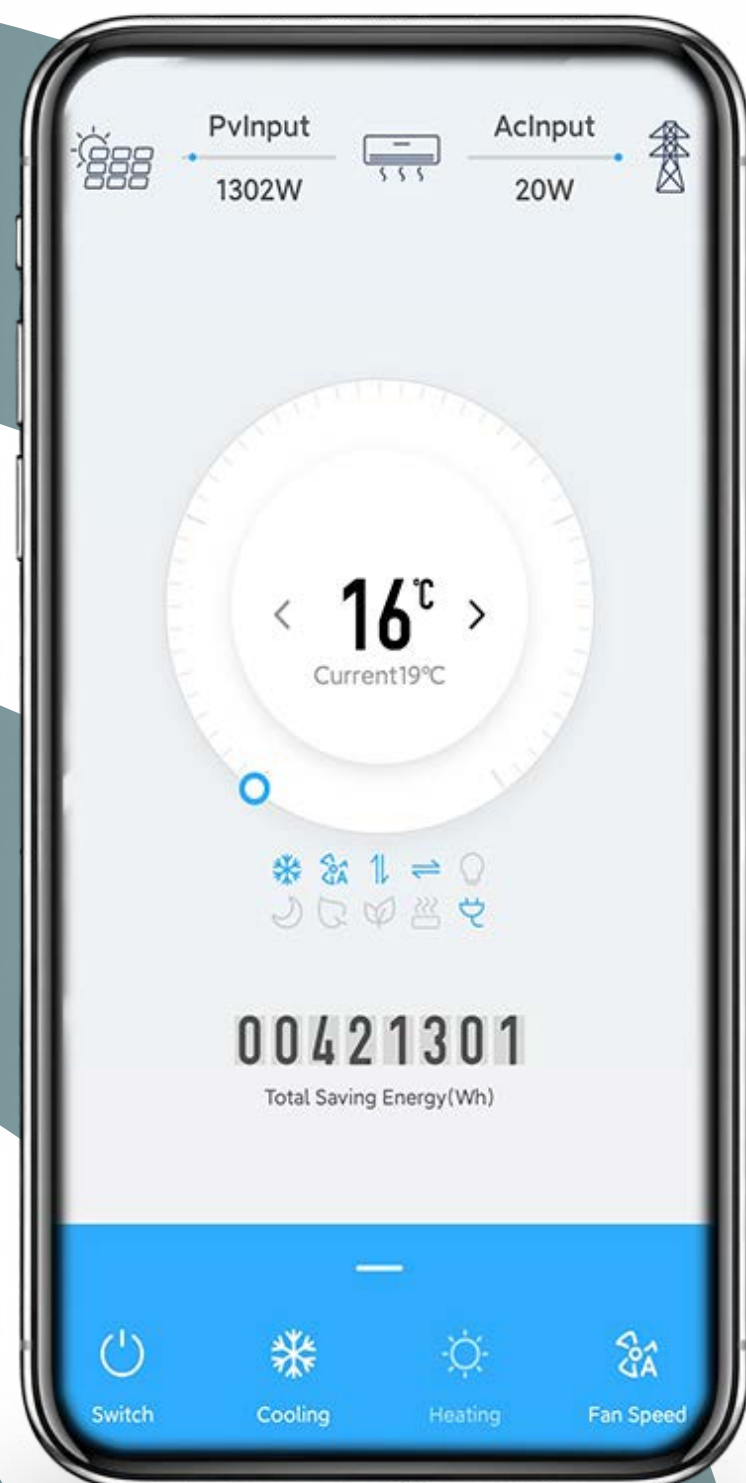 PvInput
AcInput
1302W
20W
16℃
Current19℃
A
00421301
Total Saving Energy(Wh)
A
Switch
Cooling
Heating
Fan Speed